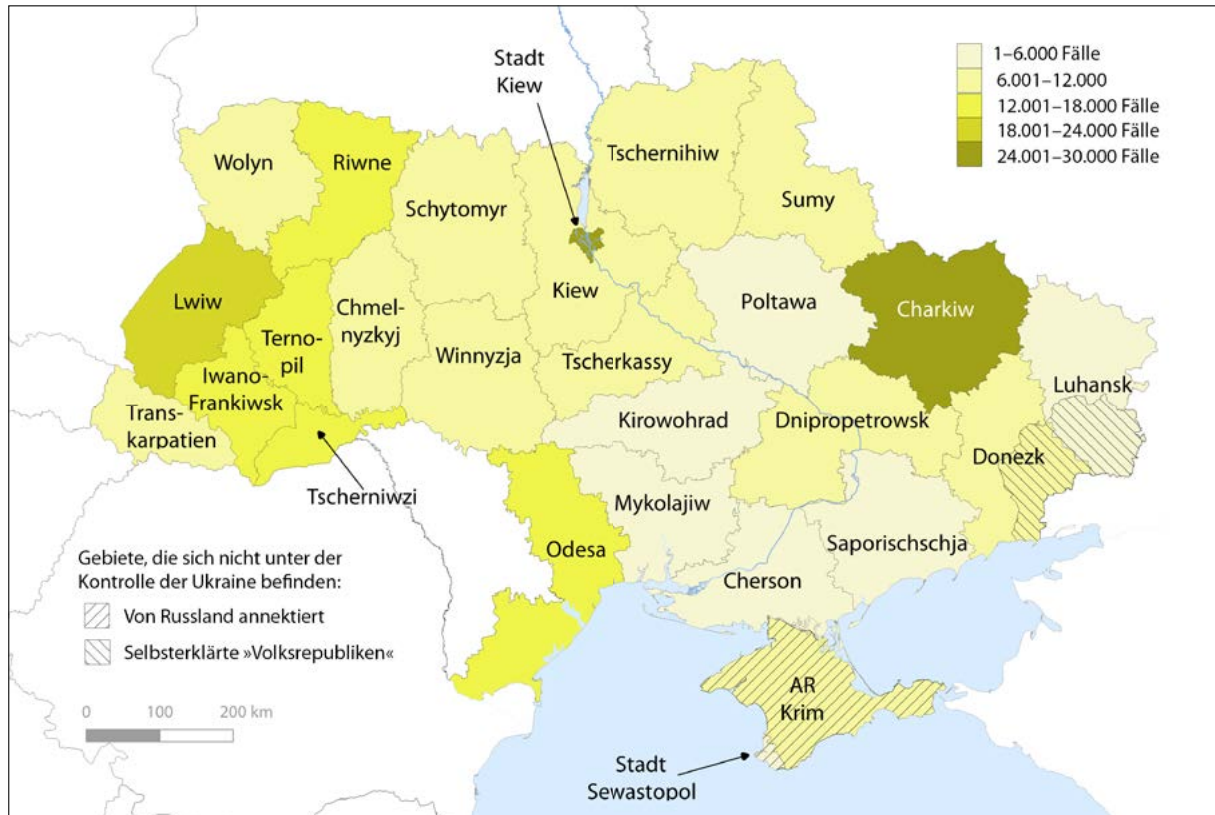 1–6.000 Fälle
6.001–12.000
12.001–18.000 Fälle
18.001–24.000 Fälle
24.001–30.000 Fälle
Stadt
Kiew
Wolyn
Riwne
Schytomyr
Tschernihiw
Sumy
Lwiw
Terno-
pil
Chmel-
nyzkyj
Kiew
Poltawa
Charkiw
Winnyzja
Tscherkassy
Iwano-
Frankiwsk
Trans-
karpatien
Luhansk
Kirowohrad
Dnipropetrowsk
Donezk
Tscherniwzi
Mykolajiw
Odesa
Saporischschja
Cherson
AR
Krim
Stadt
Sewastopol
Gebiete, die sich nicht unter der
Kontrolle der Ukraine befinden:
Von Russland annektiert
Selbsterklärte »Volksrepubliken«
0 100 200 km